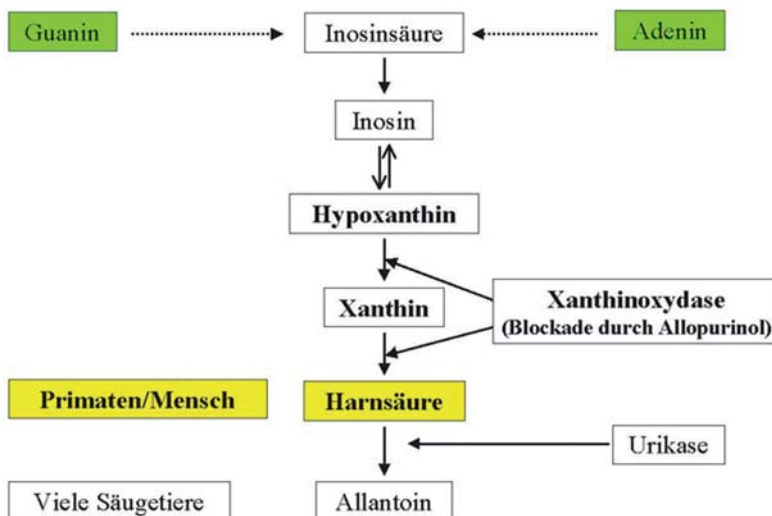 Guanin
Inosinsäure
Adenin
Inosin
Hypoxanthin
Xanthin
Xanthinoxydase
(Blockade durch Allopurinol)
Primaten/Mensch
Harnsäure
Urikase
Viele Säugetiere
Allantoin